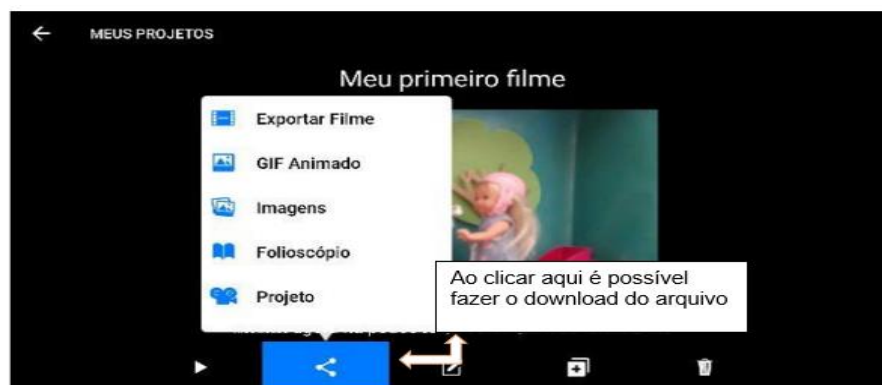 MEUS PROJETOS
Meu primeiro filme
Exportar Filme
GIF Animado
Imagens
Folioscópio
Projeto
Ao clicar aqui é possível
fazer o download do arquivo